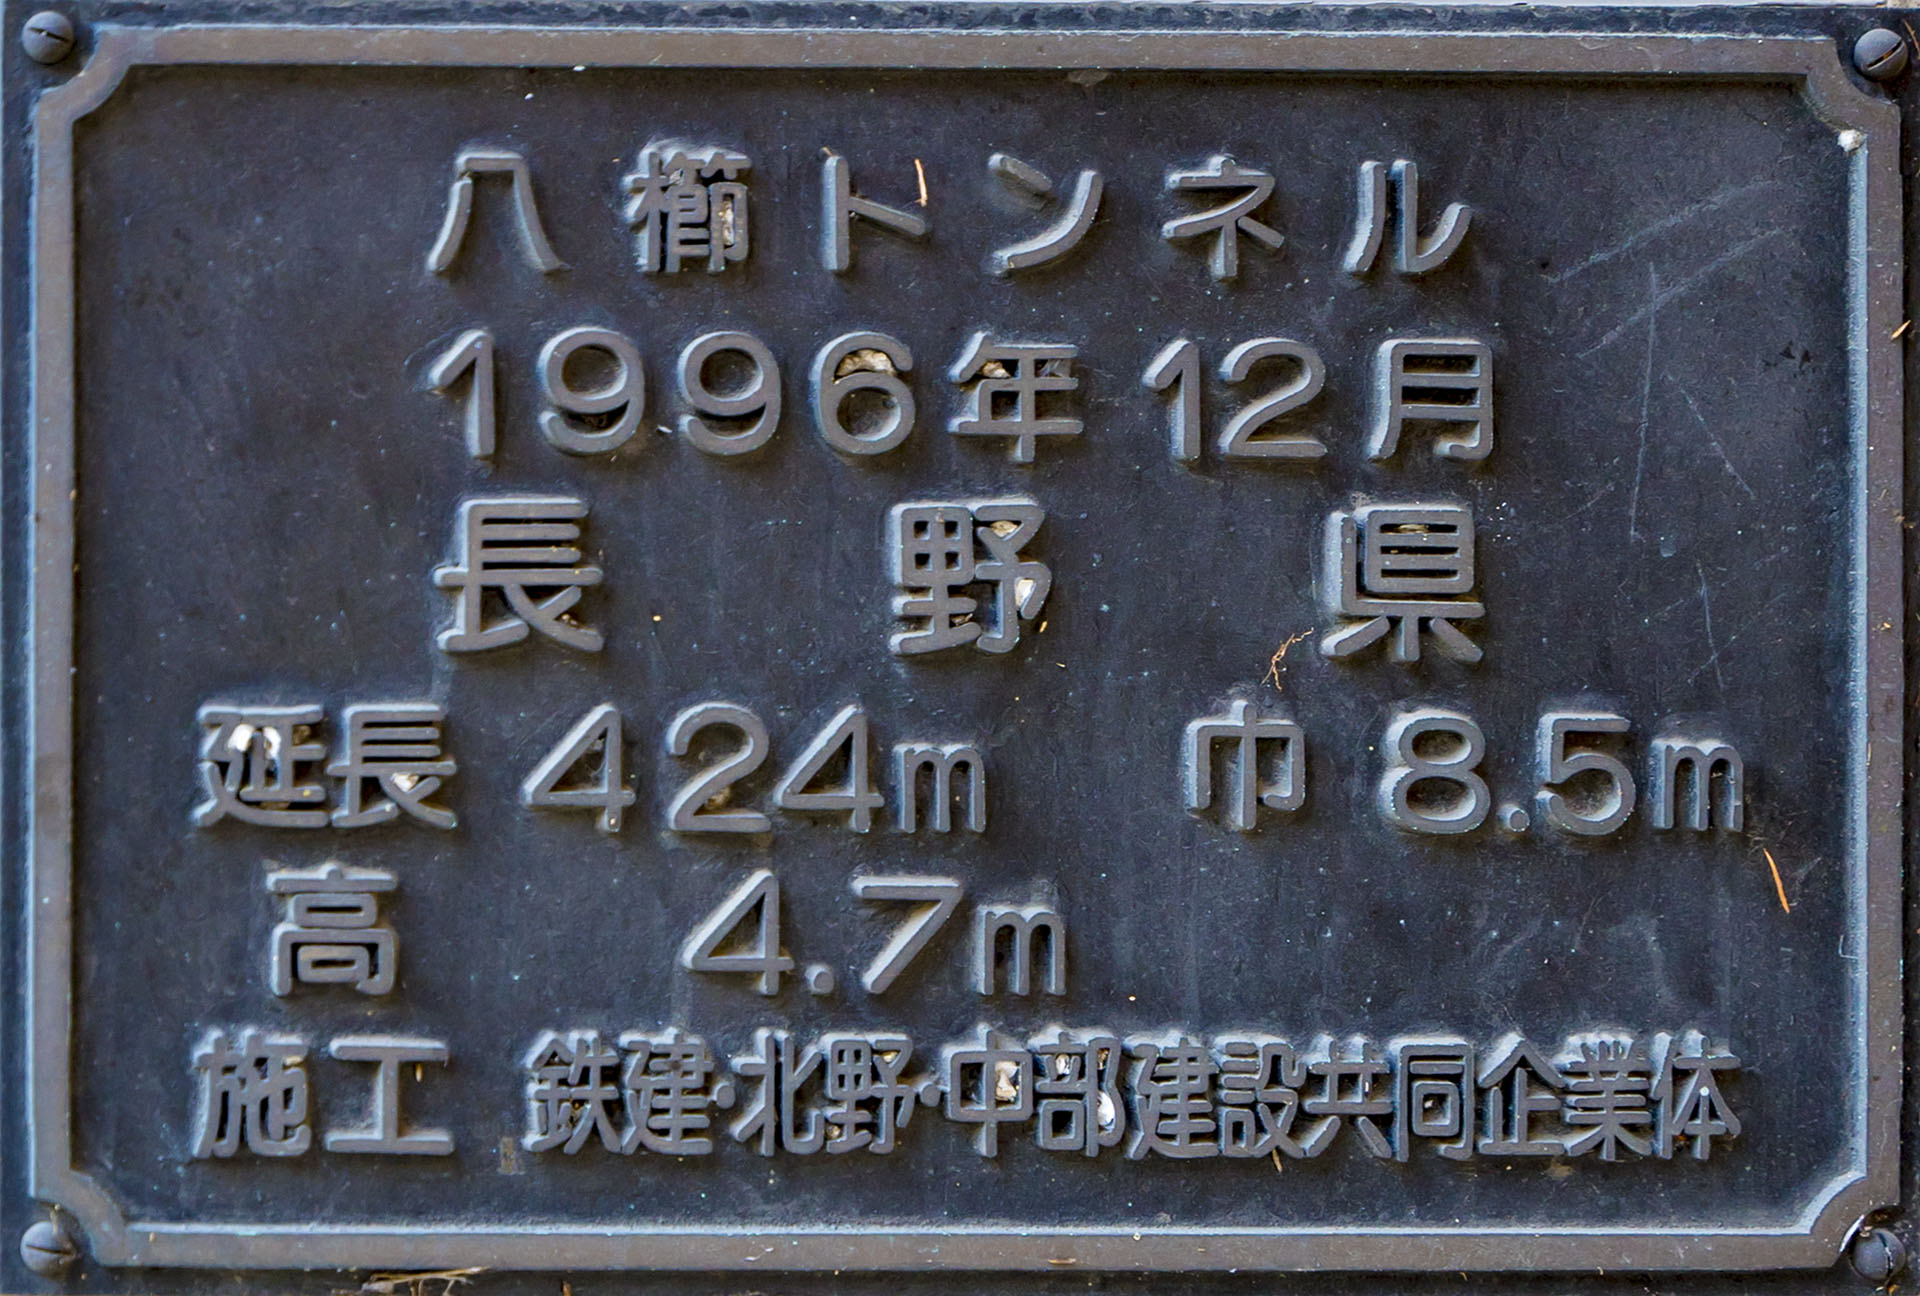 八櫛トンネル
1996年12月
長野県
延長 424m 巾 8.5m
高 4.7m
施工 鉄建・北野・中部建設共同企業体